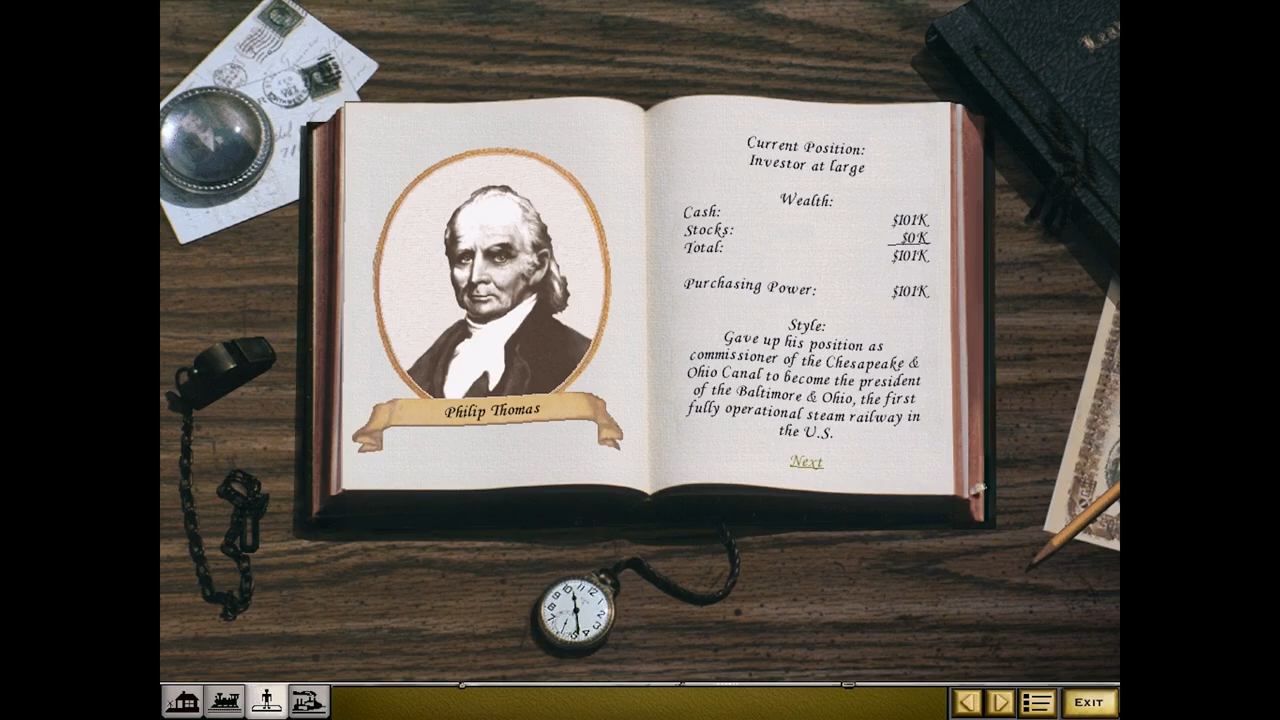 Current Position:
Investor at large
Wealth:
Cash: $101K
Stocks: $0K
Total: $101K
Purchasing Power: $101K
Style:
Gave up his position as
commissioner of the Chesapeake &
Ohio Canal to become the president
of the Baltimore & Ohio, the first
fully operational steam railway in
the U.S.
Next
Philip Thomas
EXIT